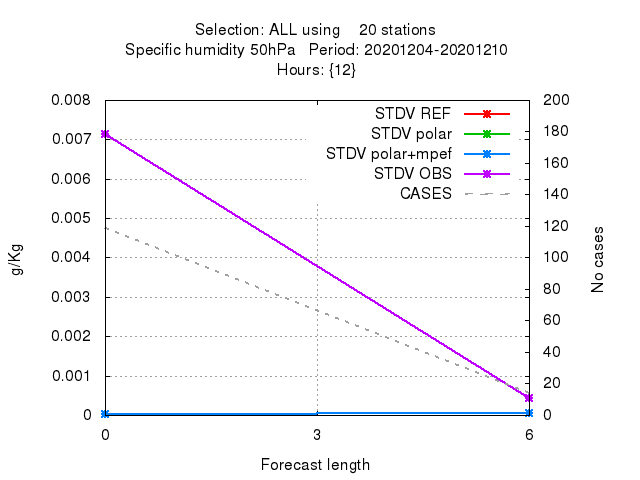 Selection: ALL using 20 stations
Specific humidity 50hPa Period: 20201204-20201210
Hours: {12}
0.008
0.007
0.006
0.005
0.004
0.003
0.002
0.001
0
g/Kg
STDV REF
STDV polar
STDV polar+mpef
STDV OBS
CASES
200
180
160
140
120
100
80
60
40
20
0
No cases
0 3 6
Forecast length